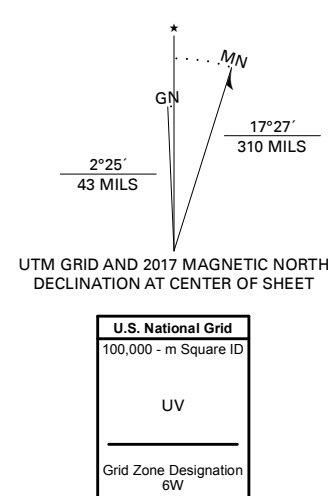 ★
MN
GN
17°27´
310 MILS
2°25´
43 MILS
UTM GRID AND 2017 MAGNETIC NORTH
DECLINATION AT CENTER OF SHEET
U.S. National Grid
100,000 - m Square ID
UV
Grid Zone Designation
6W